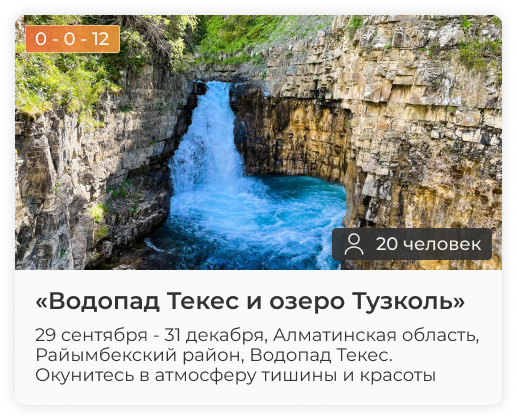 0 - 0 - 12
20 человек
«Водопад Текес и озеро Тузколь»
29 сентября - 31 декабря, Алматинская область,
Райымбекский район, Водопад Текес.
Окунитесь в атмосферу тишины и красоты